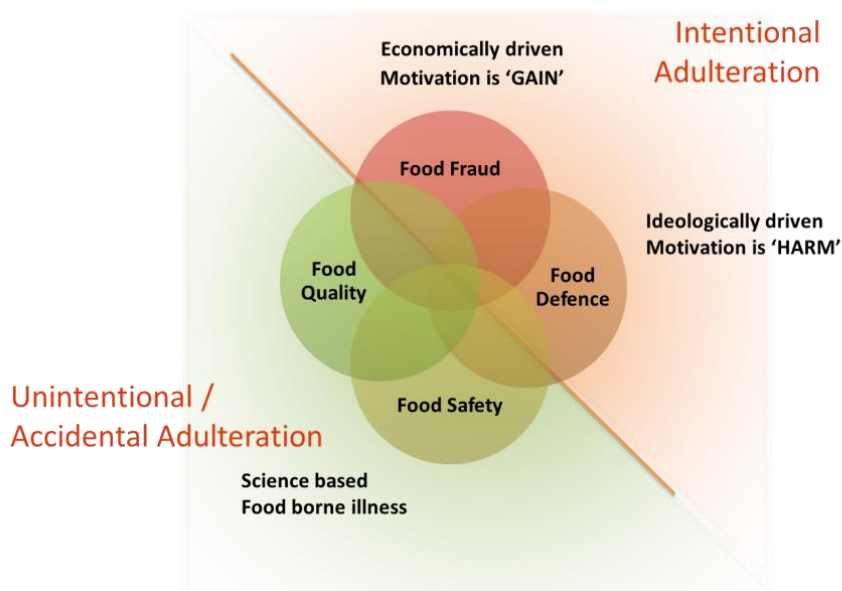 Intentional
Adulteration
Economically driven
Motivation is ‘GAIN’
Food Fraud
Ideologically driven
Motivation is ‘HARM’
Food
Quality
Food
Defence
Food Safety
Unintentional /
Accidental Adulteration
Science based
Food borne illness